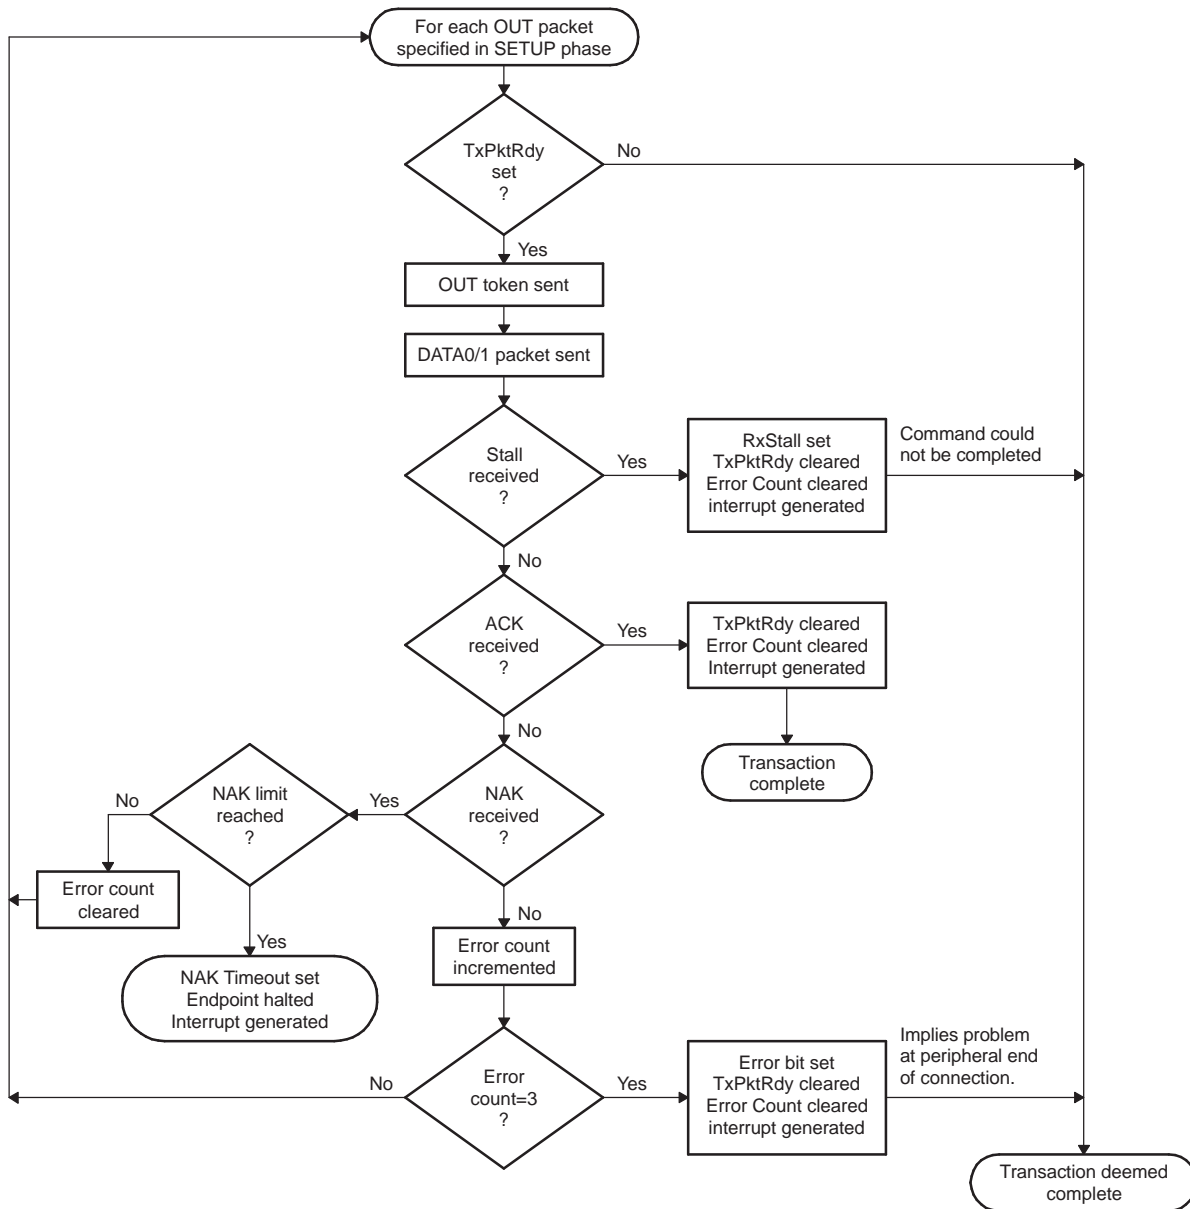 For each OUT packet
specified in SETUP phase
TxPktRdy
set
?
No
Yes
OUT token sent
DATA0/1 packet sent
Stall
received
?
Yes
RxStall set
TxPktRdy cleared
Error Count cleared
interrupt generated
Command could
not be completed
No
ACK
received
?
Yes
TxPktRdy cleared
Error Count cleared
Interrupt generated
No
Transaction
complete
NAK
received
?
Yes
NAK limit
reached
?
No
Error count
cleared
Yes
NAK Timeout set
Endpoint halted
Interrupt generated
No
Error count
incremented
Error
count=3
?
No
Yes
Error bit set
TxPktRdy cleared
Error Count cleared
interrupt generated
Implies problem
at peripheral end
of connection.
Transaction deemed
complete